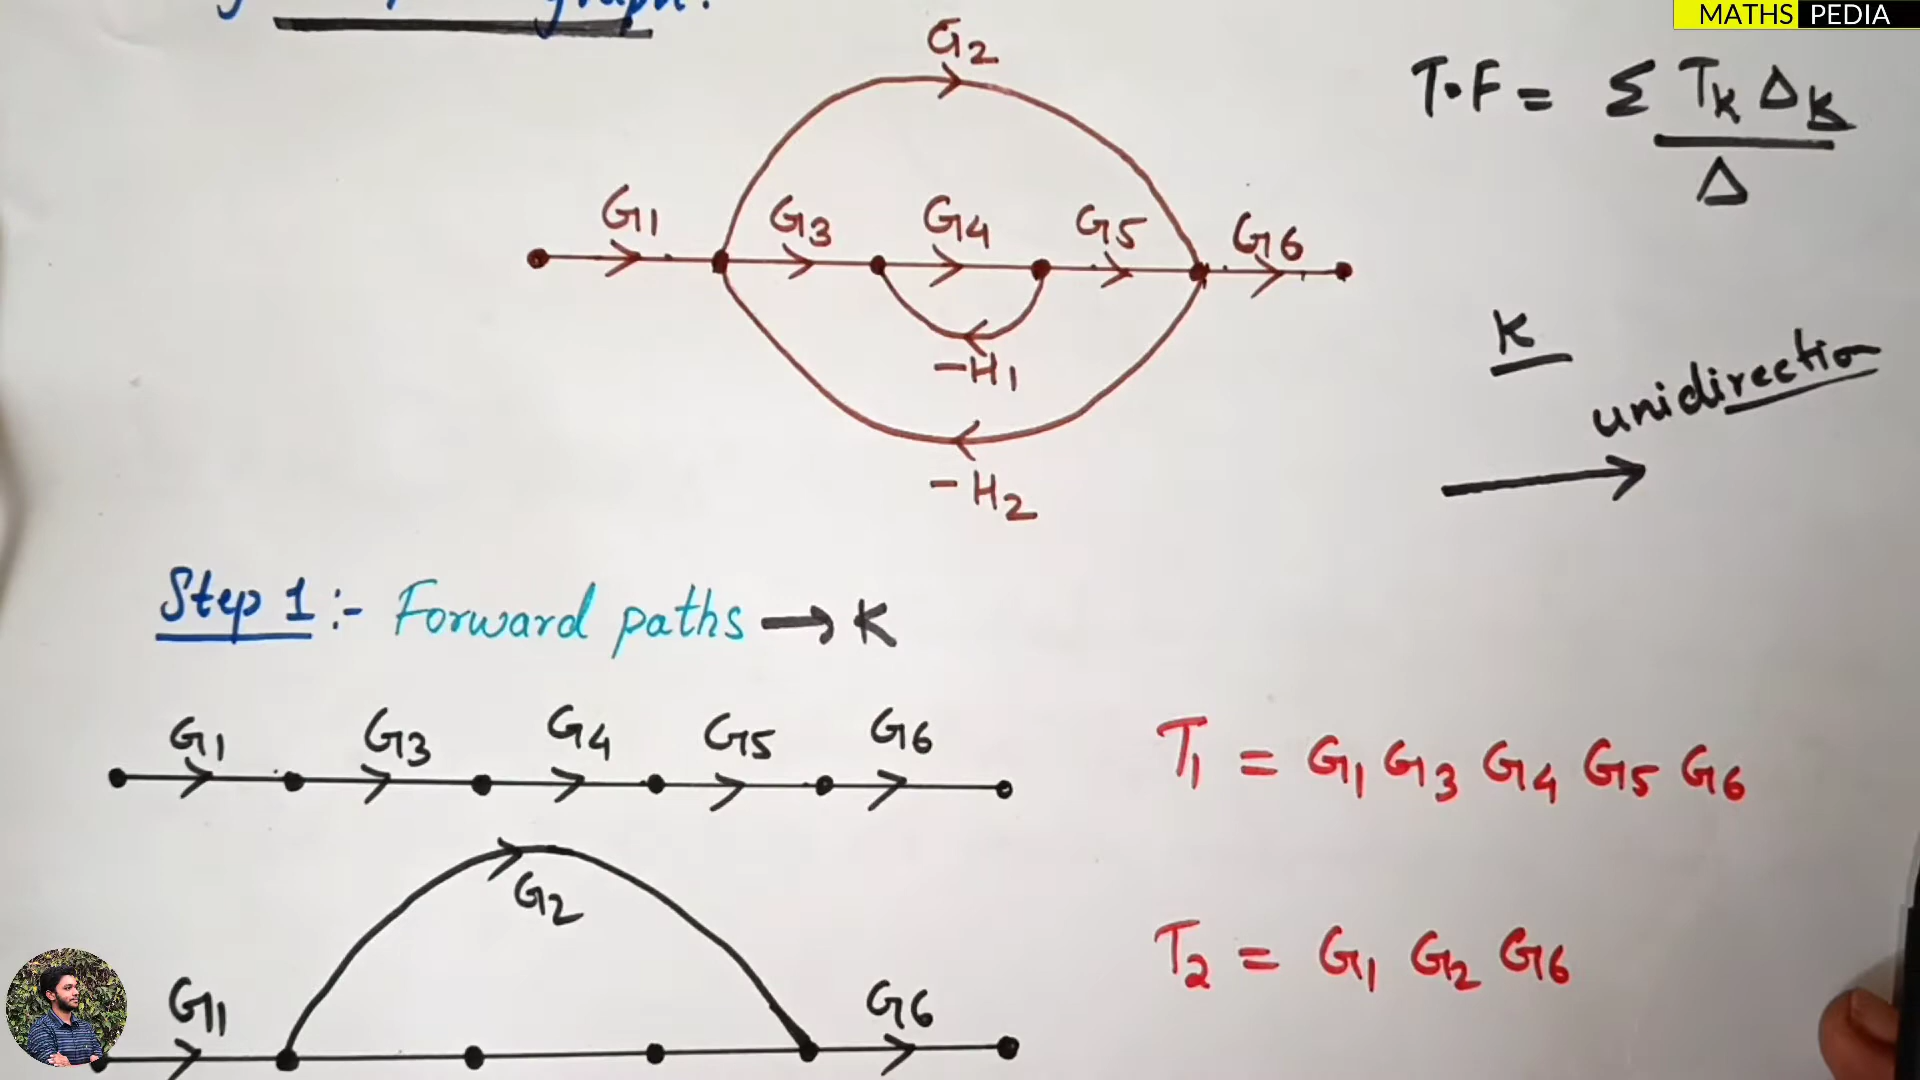 graph:
MATHS PEDIA
G2
T.F = Σ TK ΔK
Δ
G1 G3 G4 G5 G6
-H1
-H2
K
unidirection
Step 1:- Forward paths → K
G1 G3 G4 G5 G6
T1 = G1 G3 G4 G5 G6
G2
T2 = G1 G2 G6
G1 G6